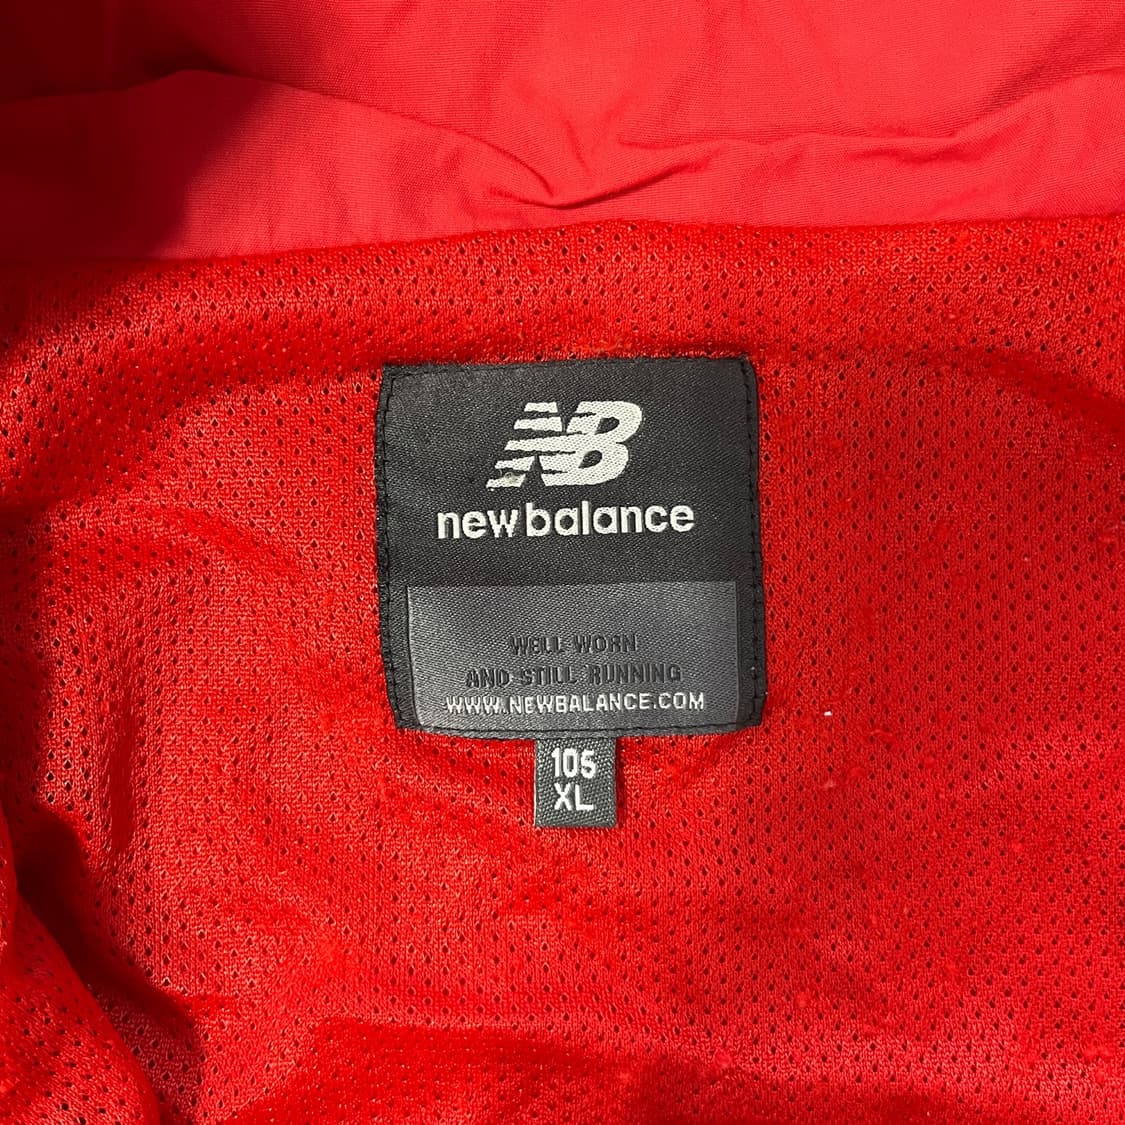 NB
new balance
WELL WORN
AND STILL RUNNING
WWW.NEWBALANCE.COM
105
XL